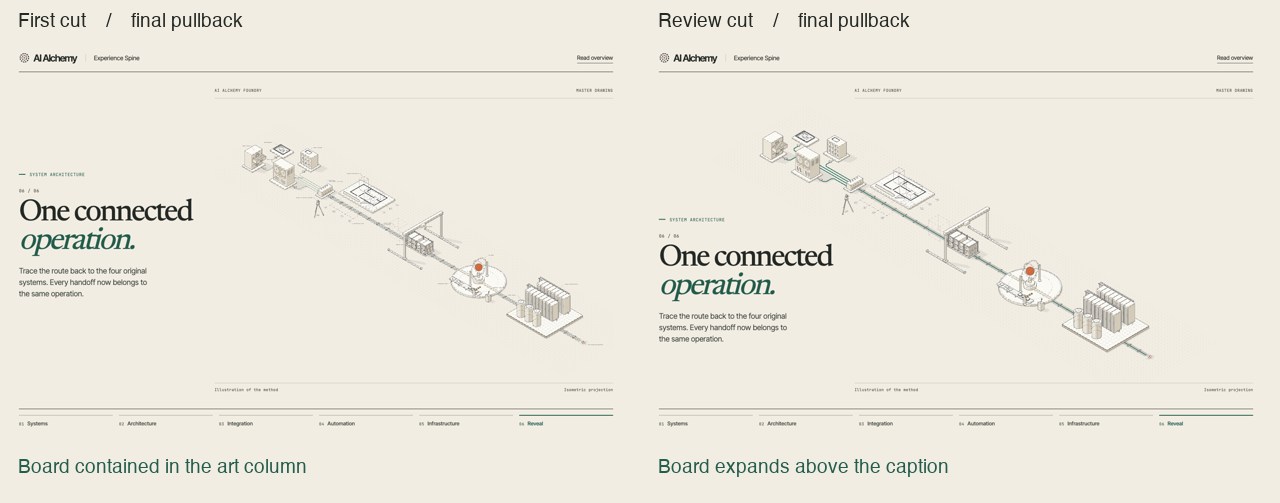 First cut / final pullback
AI Alchemy Experience Spine
Read overview
AI ALCHEMY FOUNDRY
MASTER DRAWING
SYSTEM ARCHITECTURE
06 / 06
One connected
operation.
Trace the route back to the four original
systems. Every handoff now belongs to
the same operation.
Illustration of the method
Isometric projection
01 Systems
02 Architecture
03 Integration
04 Automation
05 Infrastructure
06 Reveal
Board contained in the art column
Review cut / final pullback
AI Alchemy Experience Spine
Read overview
AI ALCHEMY FOUNDRY
MASTER DRAWING
SYSTEM ARCHITECTURE
06 / 06
One connected
operation.
Trace the route back to the four original
systems. Every handoff now belongs to
the same operation.
Illustration of the method
Isometric projection
01 Systems
02 Architecture
03 Integration
04 Automation
05 Infrastructure
06 Reveal
Board expands above the caption